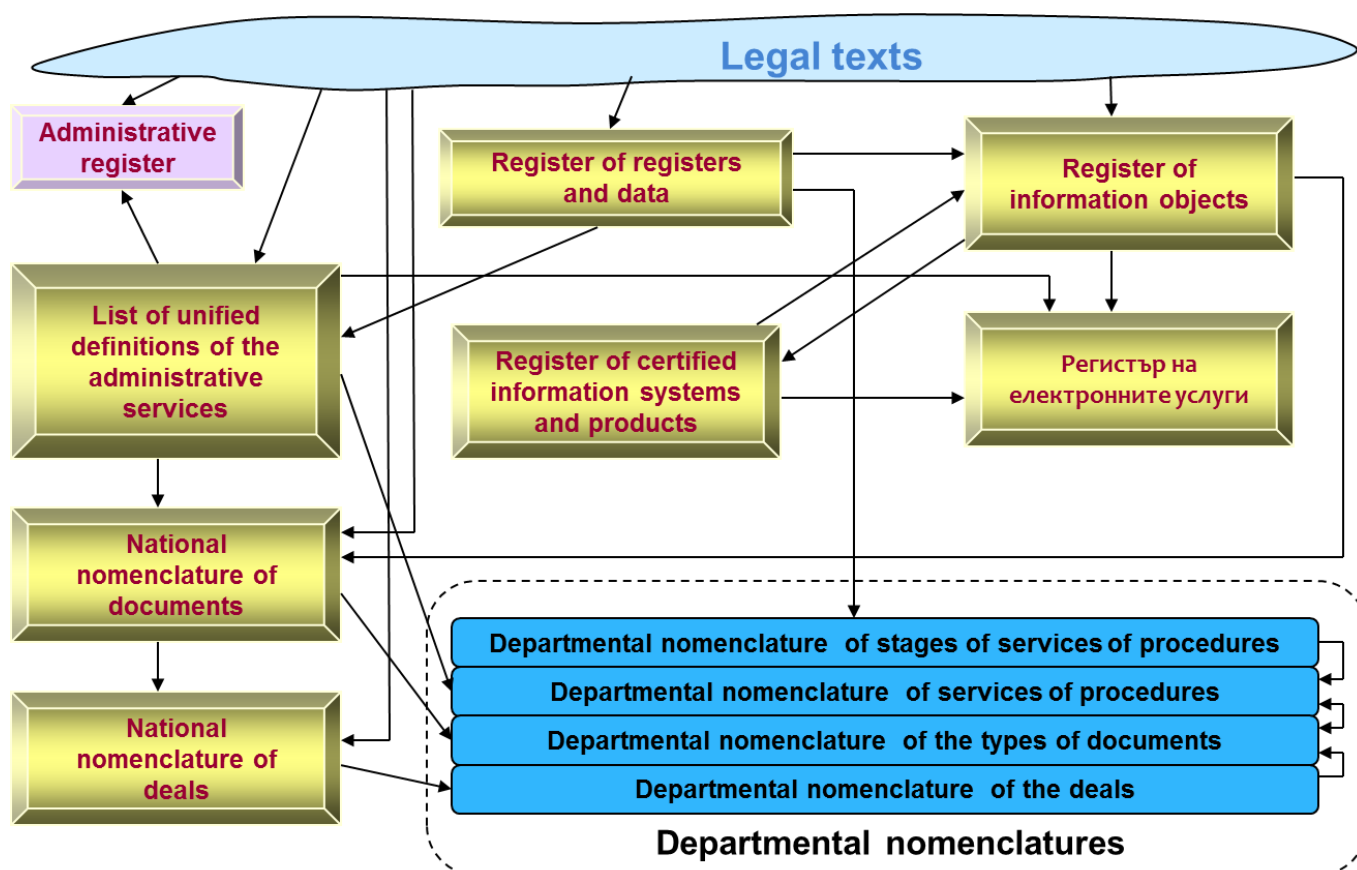 Legal texts
Administrative
register
Register of registers
and data
Register of
information objects
List of unified
definitions of the
administrative
services
Register of certified
information systems
and products
Регистър на
електронните услуги
National
nomenclature of
documents
National
nomenclature of
deals
Departmental nomenclature of stages of services of procedures
Departmental nomenclature of services of procedures
Departmental nomenclature of the types of documents
Departmental nomenclature of the deals
Departmental nomenclatures